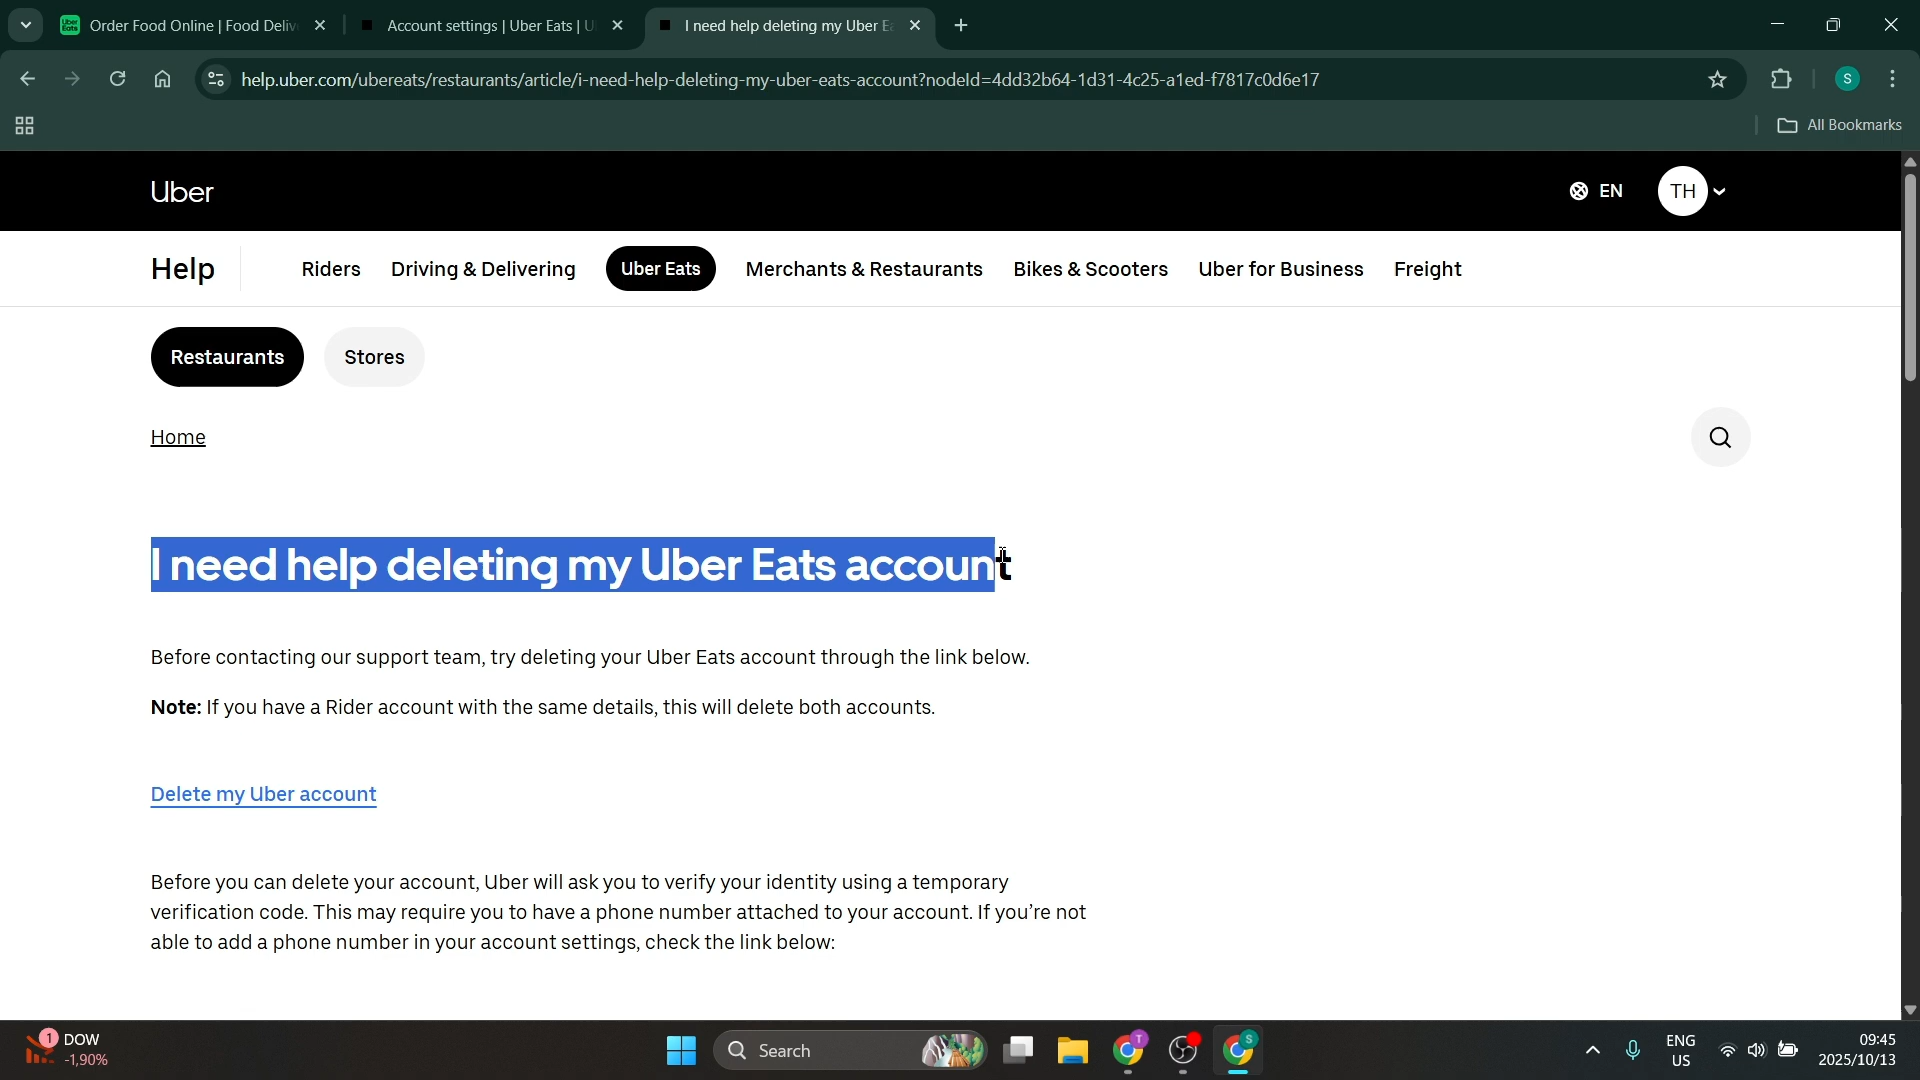 Order Food Online | Food Deliv
Account settings | Uber Eats | U
I need help deleting my Uber Ea
help.uber.com/ubereats/restaurants/article/i-need-help-deleting-my-uber-eats-account?nodeId=4dd32b64-1d31-4c25-a1ed-f7817c0d6e17
S
All Bookmarks
Uber
EN
TH
Help
Riders
Driving & Delivering
Uber Eats
Merchants & Restaurants
Bikes & Scooters
Uber for Business
Freight
Restaurants
Stores
Home
I need help deleting my Uber Eats account
Before contacting our support team, try deleting your Uber Eats account through the link below.
Note: If you have a Rider account with the same details, this will delete both accounts.
Delete my Uber account
Before you can delete your account, Uber will ask you to verify your identity using a temporary
verification code. This may require you to have a phone number attached to your account. If you’re not
able to add a phone number in your account settings, check the link below:
1
DOW
-1,90%
Search
T
S
ENG
US
09:45
2025/10/13